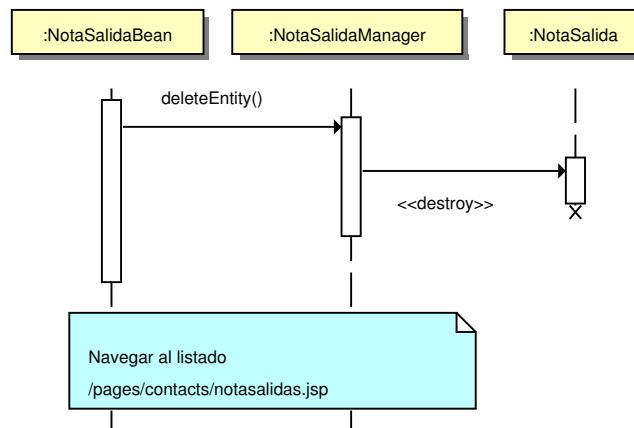 :NotaSalidaBean
:NotaSalidaManager
:NotaSalida
deleteEntity()
<<destroy>>
Navegar al listado
/pages/contacts/notasalidas.jsp